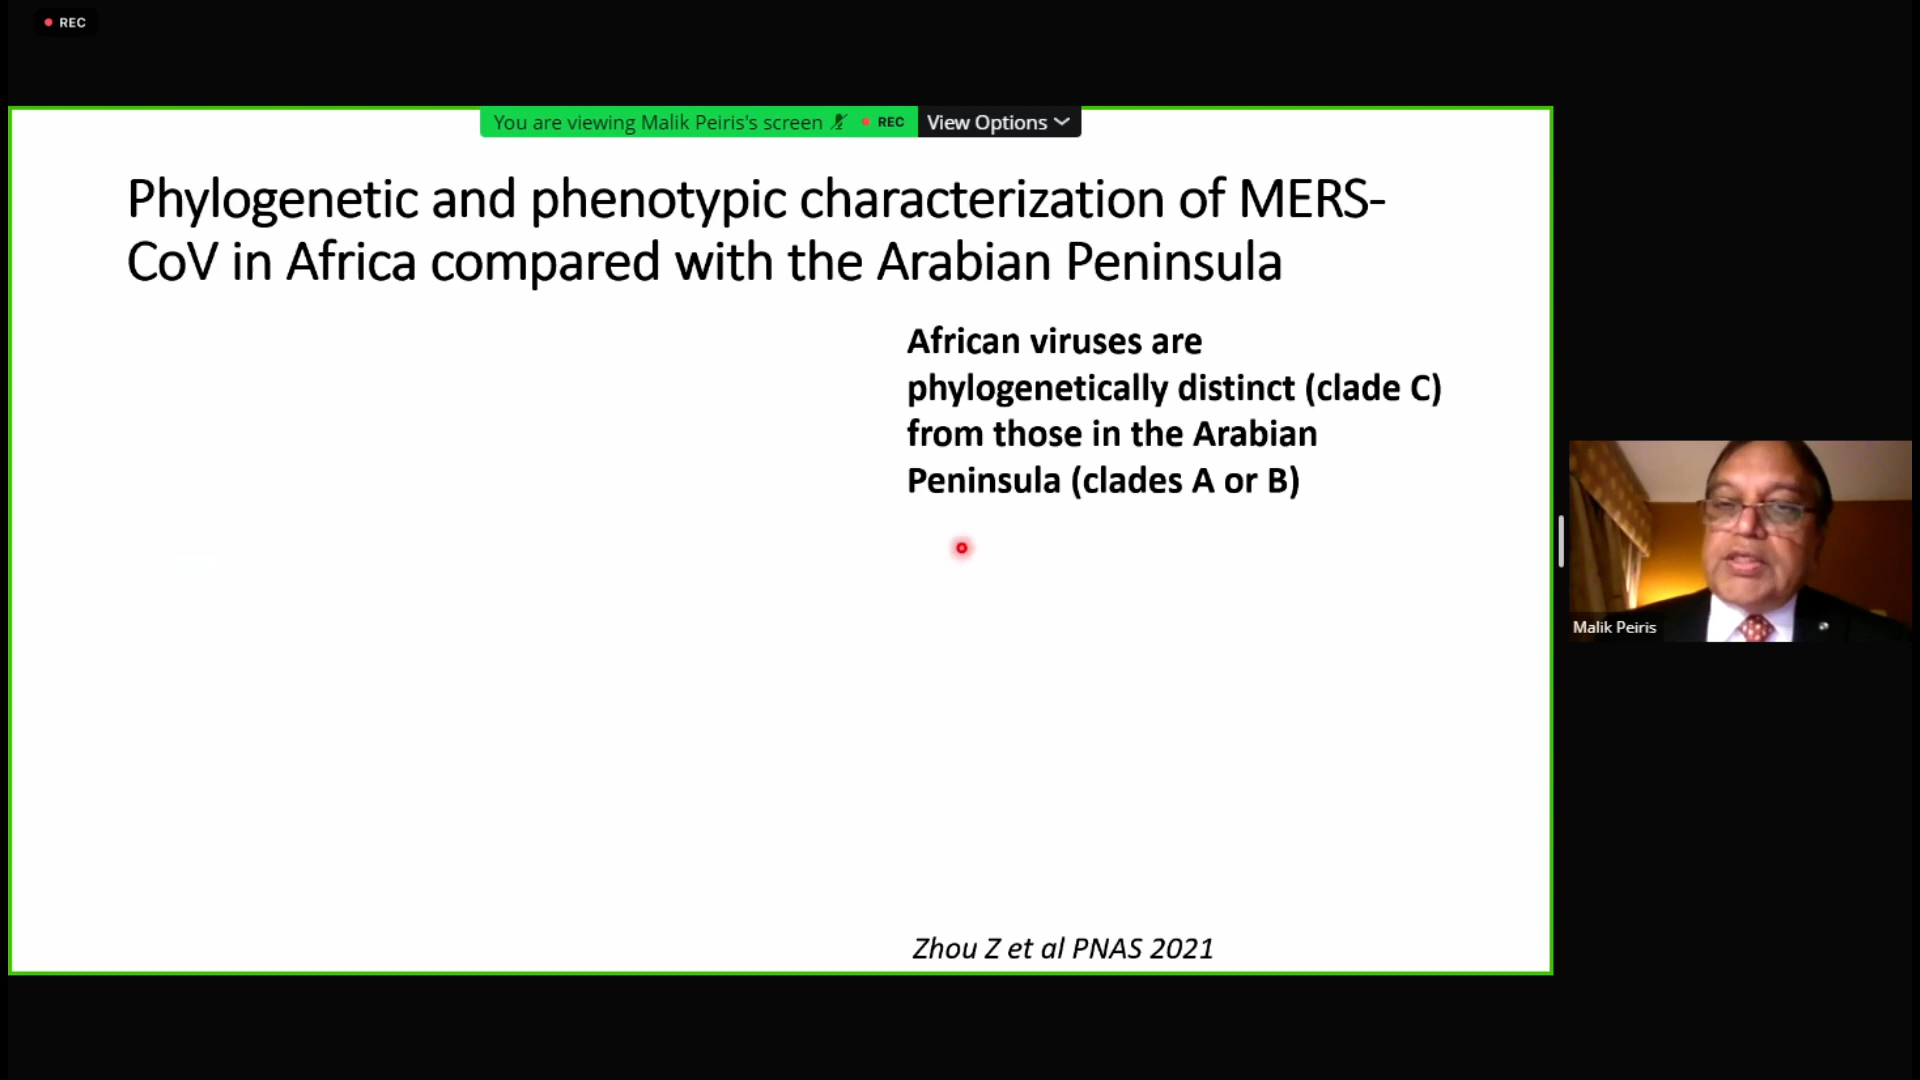 REC
You are viewing Malik Peiris's screen REC View Options
Phylogenetic and phenotypic characterization of MERS-
CoV in Africa compared with the Arabian Peninsula
African viruses are
phylogenetically distinct (clade C)
from those in the Arabian
Peninsula (clades A or B)
Malik Peiris
Zhou Z et al PNAS 2021